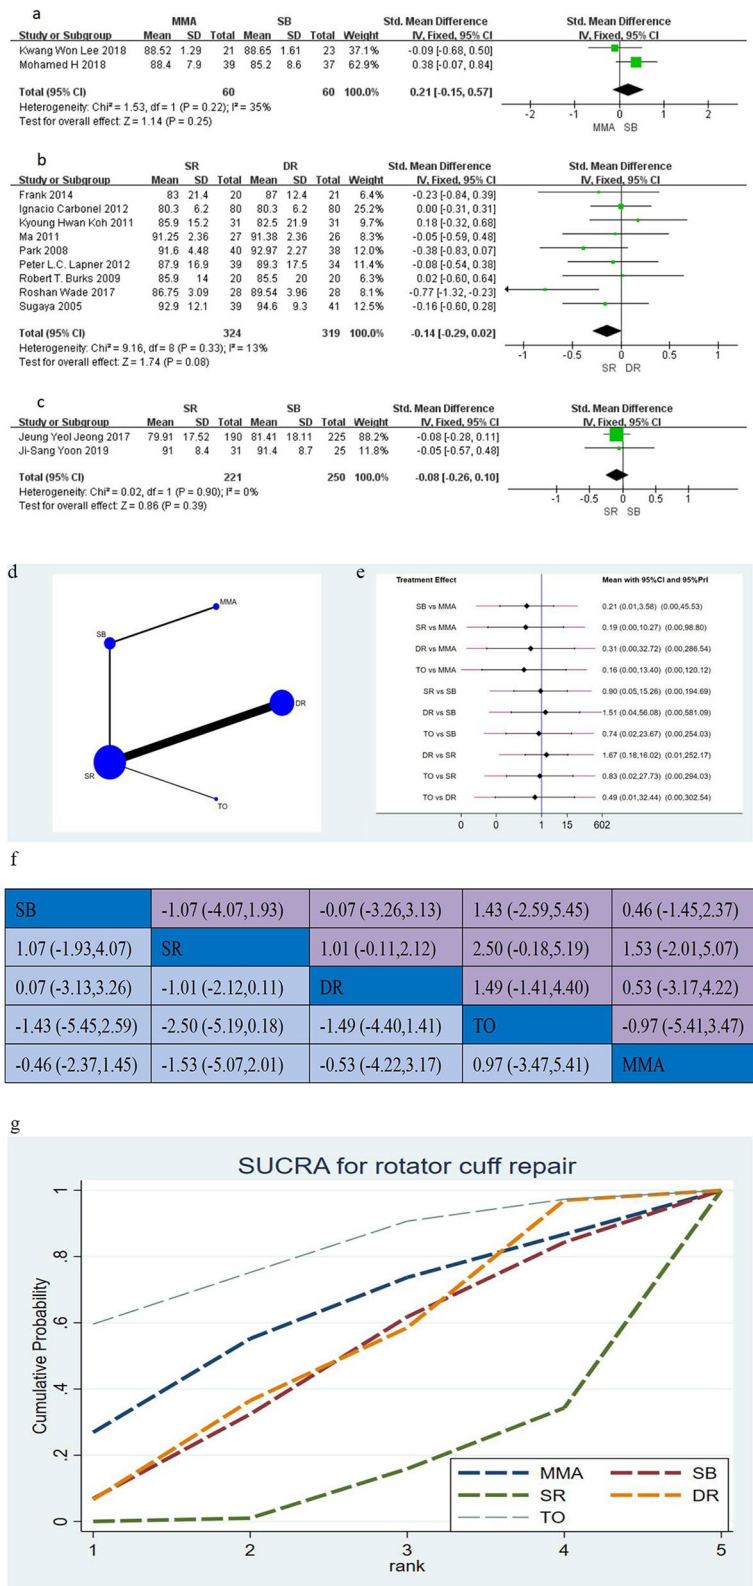 a
MMA SB Std. Mean Difference Std. Mean Difference
Study or Subgroup Mean SD Total Mean SD Total Weight IV, Fixed, 95% CI IV, Fixed, 95% CI
Kwang Won Lee 2018 88.52 1.29 21 88.65 1.61 23 37.1% -0.09 [-0.68, 0.50]
Mohamed H 2018 88.4 7.9 39 85.2 8.6 37 62.9% 0.38 [-0.07, 0.84]
Total (95% CI) 60 60 100.0% 0.21 [-0.15, 0.57]
Heterogeneity: Chi² = 1.53, df = 1 (P = 0.22); I² = 35%
Test for overall effect: Z = 1.14 (P = 0.25)
-2 -1 0 1 2
MMA SB
b
SR DR Std. Mean Difference Std. Mean Difference
Study or Subgroup Mean SD Total Mean SD Total Weight IV, Fixed, 95% CI IV, Fixed, 95% CI
Frank 2014 83 21.4 20 87 12.4 21 6.4% -0.23 [-0.84, 0.39]
Ignacio Carbonel 2012 80.3 6.2 80 80.3 6.2 80 25.2% 0.00 [-0.31, 0.31]
Kyoung Hwan Koh 2011 85.9 15.2 31 82.5 21.9 31 9.7% 0.18 [-0.32, 0.68]
Ma 2011 91.25 2.36 27 91.38 2.36 26 8.3% -0.05 [-0.59, 0.48]
Park 2008 91.6 4.48 40 92.97 2.27 38 12.0% -0.38 [-0.83, 0.07]
Peter L.C. Lapner 2012 87.9 16.9 39 89.3 17.5 34 11.4% -0.08 [-0.54, 0.38]
Robert T. Burks 2009 85.9 14 20 85.5 20 20 6.3% 0.02 [-0.60, 0.64]
Roshan Wade 2017 86.75 3.09 28 89.54 3.96 28 8.1% -0.77 [-1.32, -0.23]
Sugaya 2005 92.9 12.1 39 94.6 9.3 41 12.5% -0.16 [-0.60, 0.28]
Total (95% CI) 324 319 100.0% -0.14 [-0.29, 0.02]
Heterogeneity: Chi² = 9.16, df = 8 (P = 0.33); I² = 13%
Test for overall effect: Z = 1.74 (P = 0.08)
-1 -0.5 0 0.5 1
SR DR
c
SR SB Std. Mean Difference Std. Mean Difference
Study or Subgroup Mean SD Total Mean SD Total Weight IV, Fixed, 95% CI IV, Fixed, 95% CI
Jeung Yeol Jeong 2017 79.91 17.52 190 81.41 18.11 225 88.2% -0.08 [-0.28, 0.11]
Ji-Sang Yoon 2019 91 8.4 31 91.4 8.7 25 11.8% -0.05 [-0.57, 0.48]
Total (95% CI) 221 250 100.0% -0.08 [-0.26, 0.10]
Heterogeneity: Chi² = 0.02, df = 1 (P = 0.90); I² = 0%
Test for overall effect: Z = 0.86 (P = 0.39)
-1 -0.5 0 0.5 1
SR SB
d
MMA
SB
DR
SR
TO
e
Treatment Effect Mean with 95%CI and 95%PrI
SB vs MMA 0.21 (0.01,3.58) (0.00,45.53)
SR vs MMA 0.19 (0.00,10.27) (0.00,98.80)
DR vs MMA 0.31 (0.00,32.72) (0.00,286.54)
TO vs MMA 0.16 (0.00,13.40) (0.00,120.12)
SR vs SB 0.90 (0.05,15.26) (0.00,194.69)
DR vs SB 1.51 (0.04,56.08) (0.00,581.09)
TO vs SB 0.74 (0.02,23.67) (0.00,254.03)
DR vs SR 1.67 (0.18,16.02) (0.01,252.17)
TO vs SR 0.83 (0.02,27.73) (0.00,294.03)
TO vs DR 0.49 (0.01,32.44) (0.00,302.54)
0 0 1 15 602
f
SB -1.07 (-4.07,1.93) -0.07 (-3.26,3.13) 1.43 (-2.59,5.45) 0.46 (-1.45,2.37)
1.07 (-1.93,4.07) SR 1.01 (-0.11,2.12) 2.50 (-0.18,5.19) 1.53 (-2.01,5.07)
0.07 (-3.13,3.26) -1.01 (-2.12,0.11) DR 1.49 (-1.41,4.40) 0.53 (-3.17,4.22)
-1.43 (-5.45,2.59) -2.50 (-5.19,0.18) -1.49 (-4.40,1.41) TO -0.97 (-5.41,3.47)
-0.46 (-2.37,1.45) -1.53 (-5.07,2.01) -0.53 (-4.22,3.17) 0.97 (-3.47,5.41) MMA
g
SUCRA for rotator cuff repair
Cumulative Probability
1
.8
.6
.4
.2
0
MMA SB
SR DR
TO
1 2 3 4 5
rank